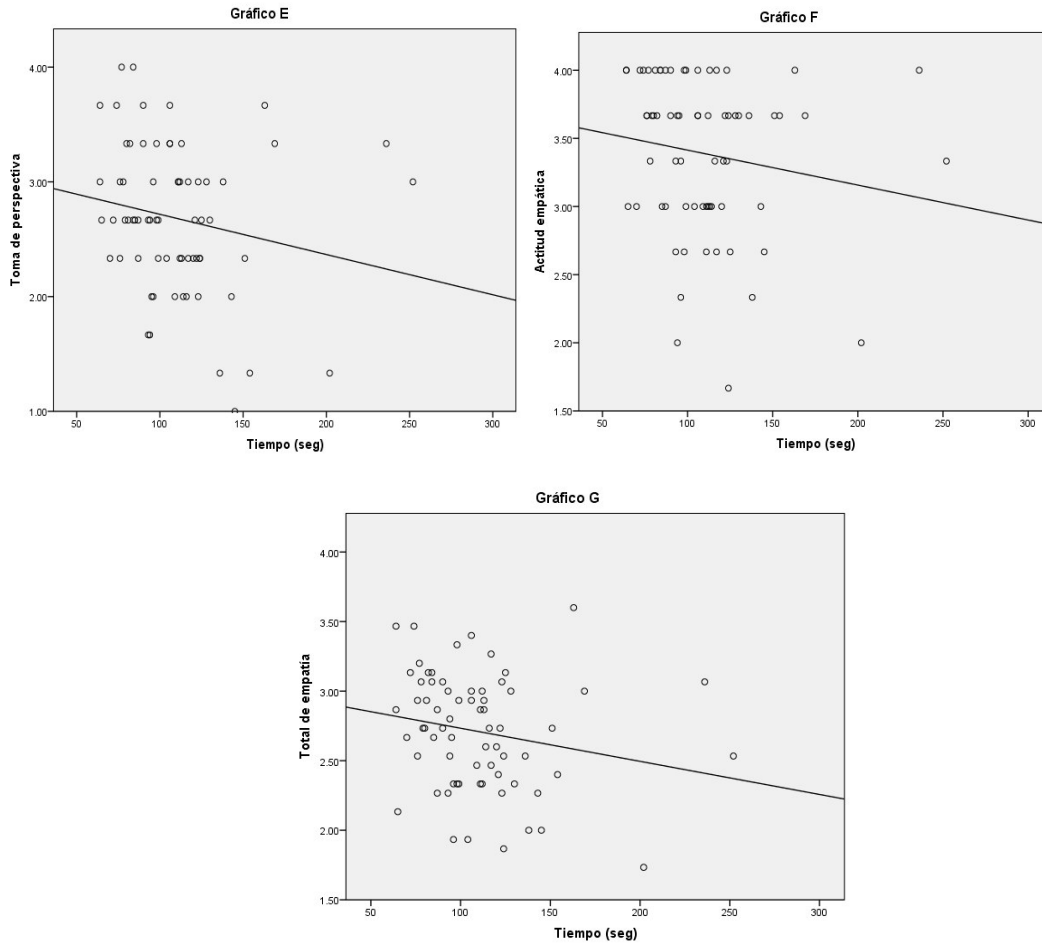 Gráfico E
Toma de perspectiva
4.00
3.00
2.00
1.00
50 100 150 200 250 300
Tiempo (seg)
Gráfico F
Actitud empática
4.00
3.50
3.00
2.50
2.00
1.50
50 100 150 200 250 300
Tiempo (seg)
Gráfico G
Total de empatía
4.00
3.50
3.00
2.50
2.00
1.50
50 100 150 200 250 300
Tiempo (seg)